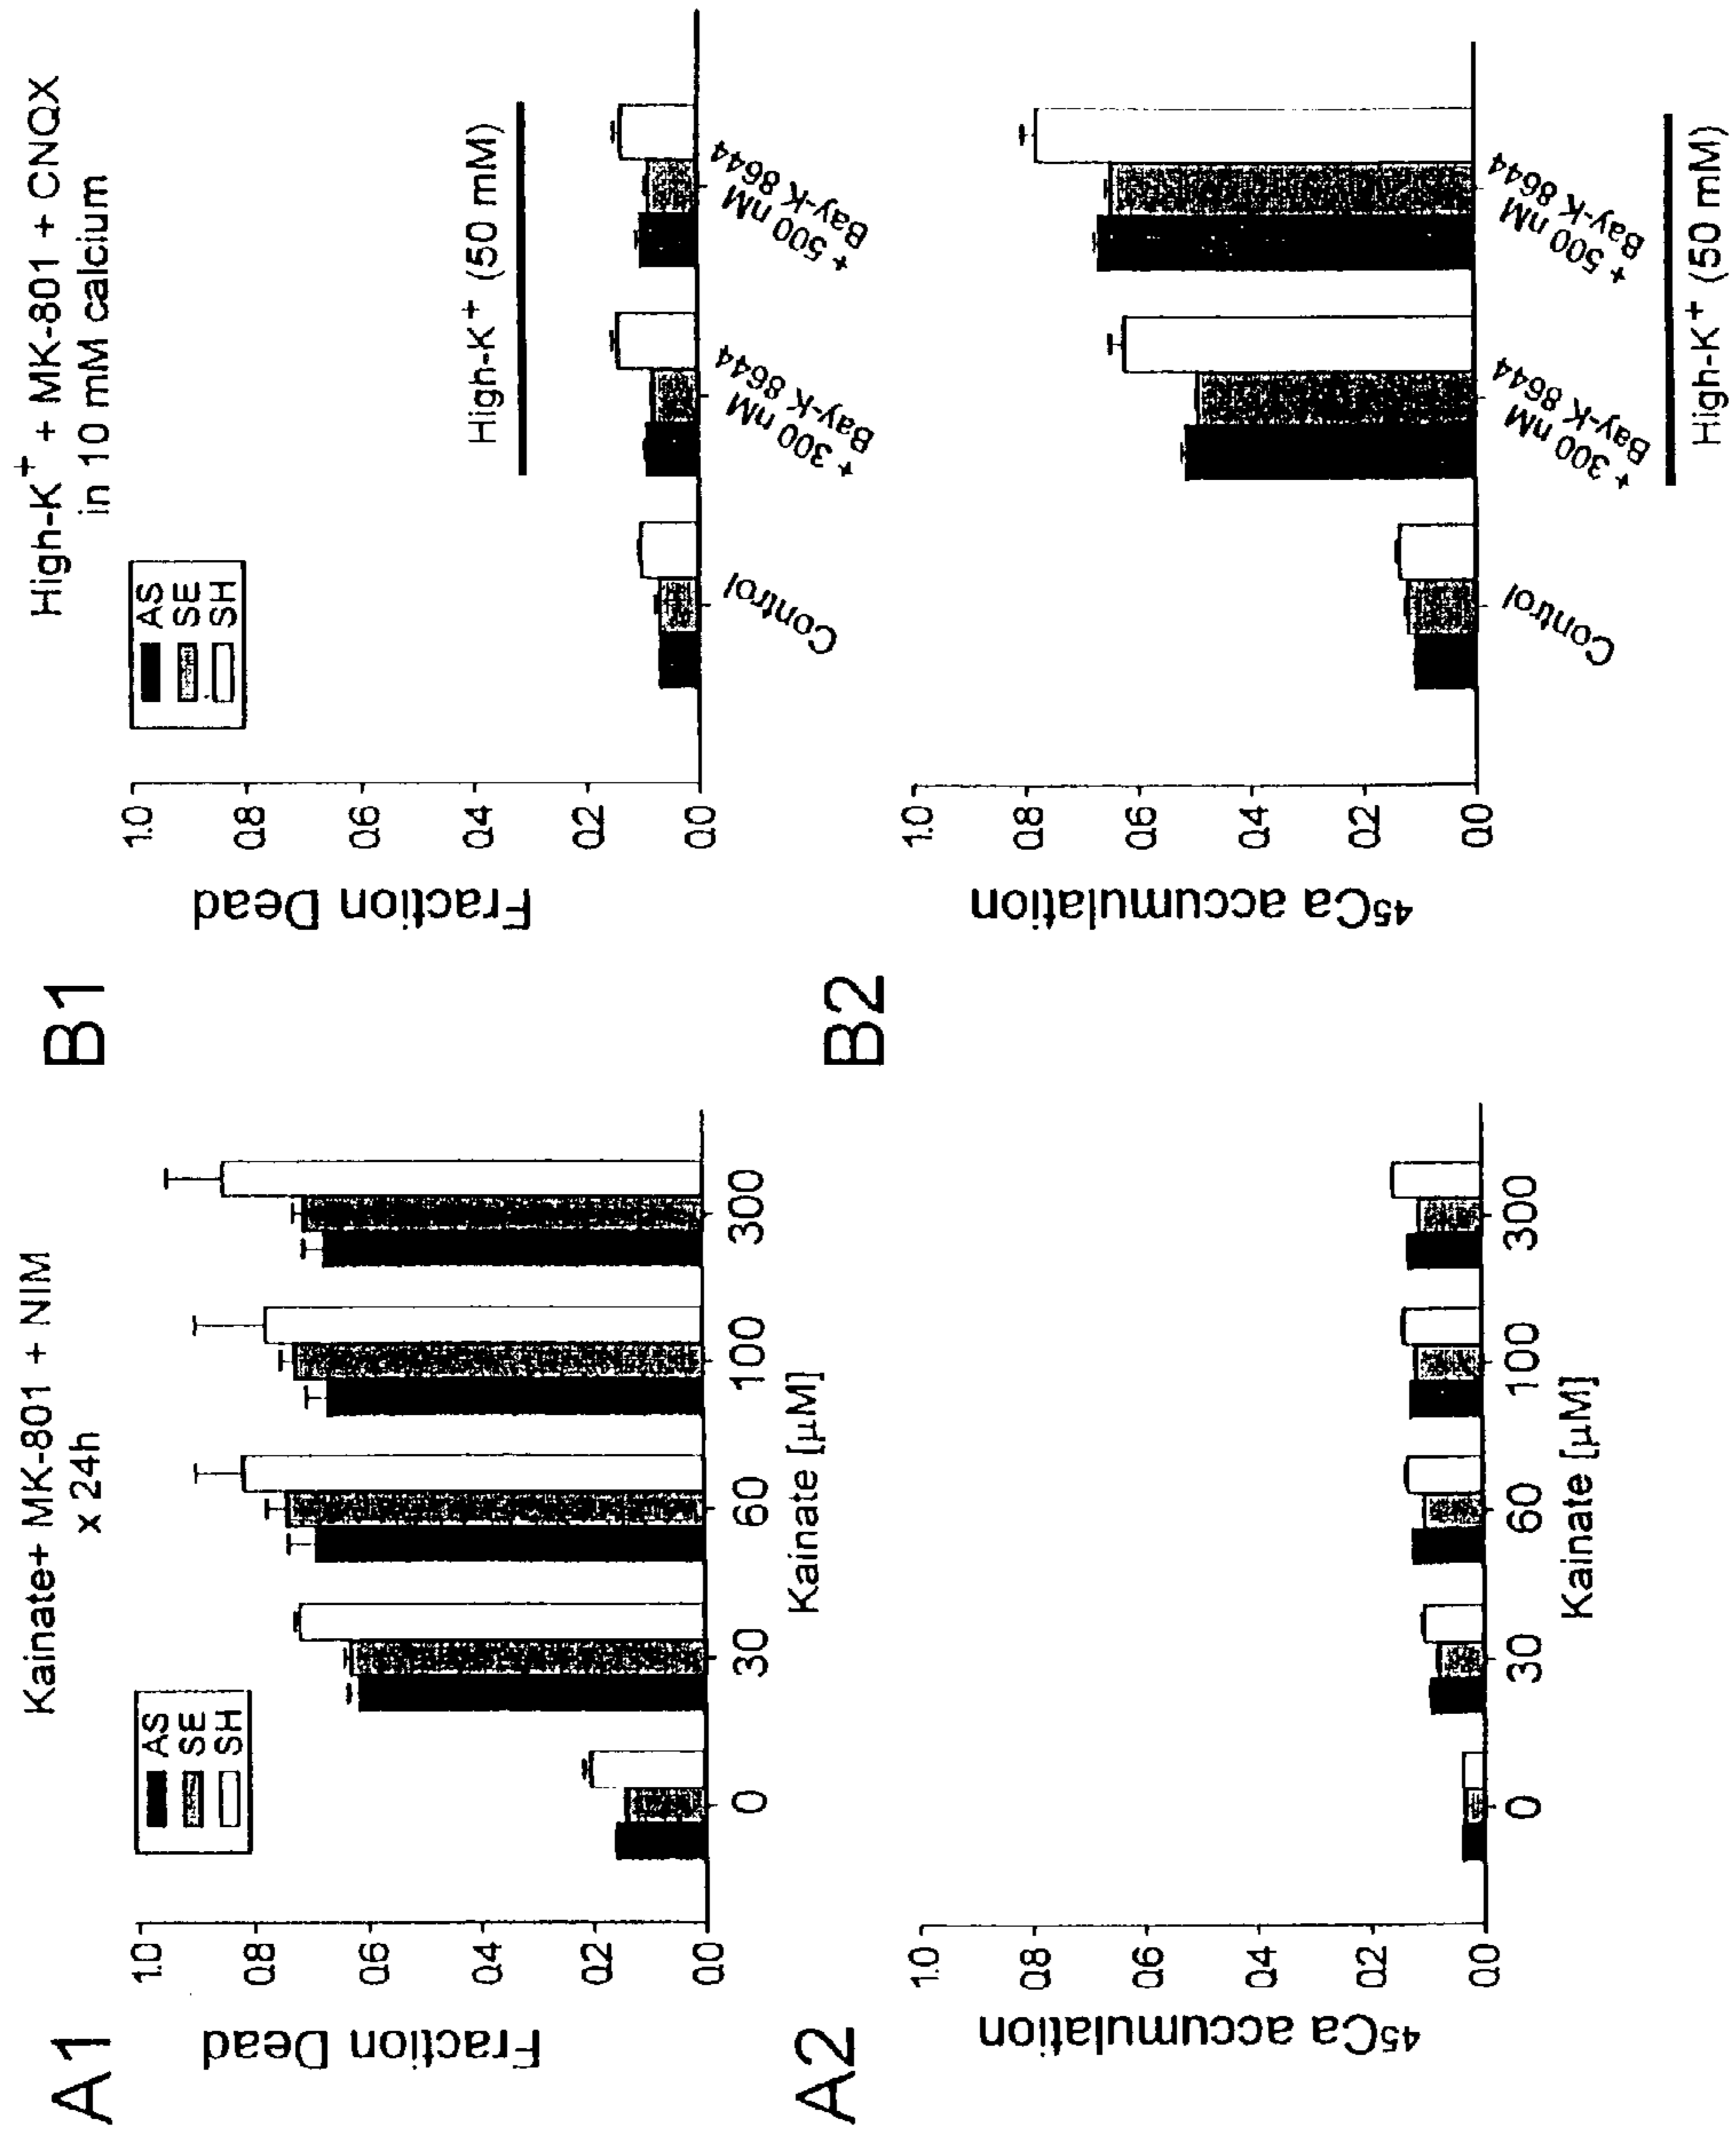 A1
Kainate+ MK-801 + NIM
x 24h
AS
SE
SH
Fraction Dead
1.0
0.8
0.6
0.4
0.2
0.0
0
30
60
100
300
Kainate [µM]
A2
⁴⁵Ca accumulation
1.0
0.8
0.6
0.4
0.2
0.0
0
30
60
100
300
Kainate [µM]
B1
High-K⁺ + MK-801 + CNQX
in 10 mM calcium
AS
SE
SH
High-K⁺ (50 mM)
Fraction Dead
1.0
0.8
0.6
0.4
0.2
0.0
Control
+ 300 nM
Bay-K 8644
+ 500 nM
Bay-K 8644
B2
⁴⁵Ca accumulation
1.0
0.8
0.6
0.4
0.2
0.0
Control
+ 300 nM
Bay-K 8644
+ 500 nM
Bay-K 8644
High-K⁺ (50 mM)